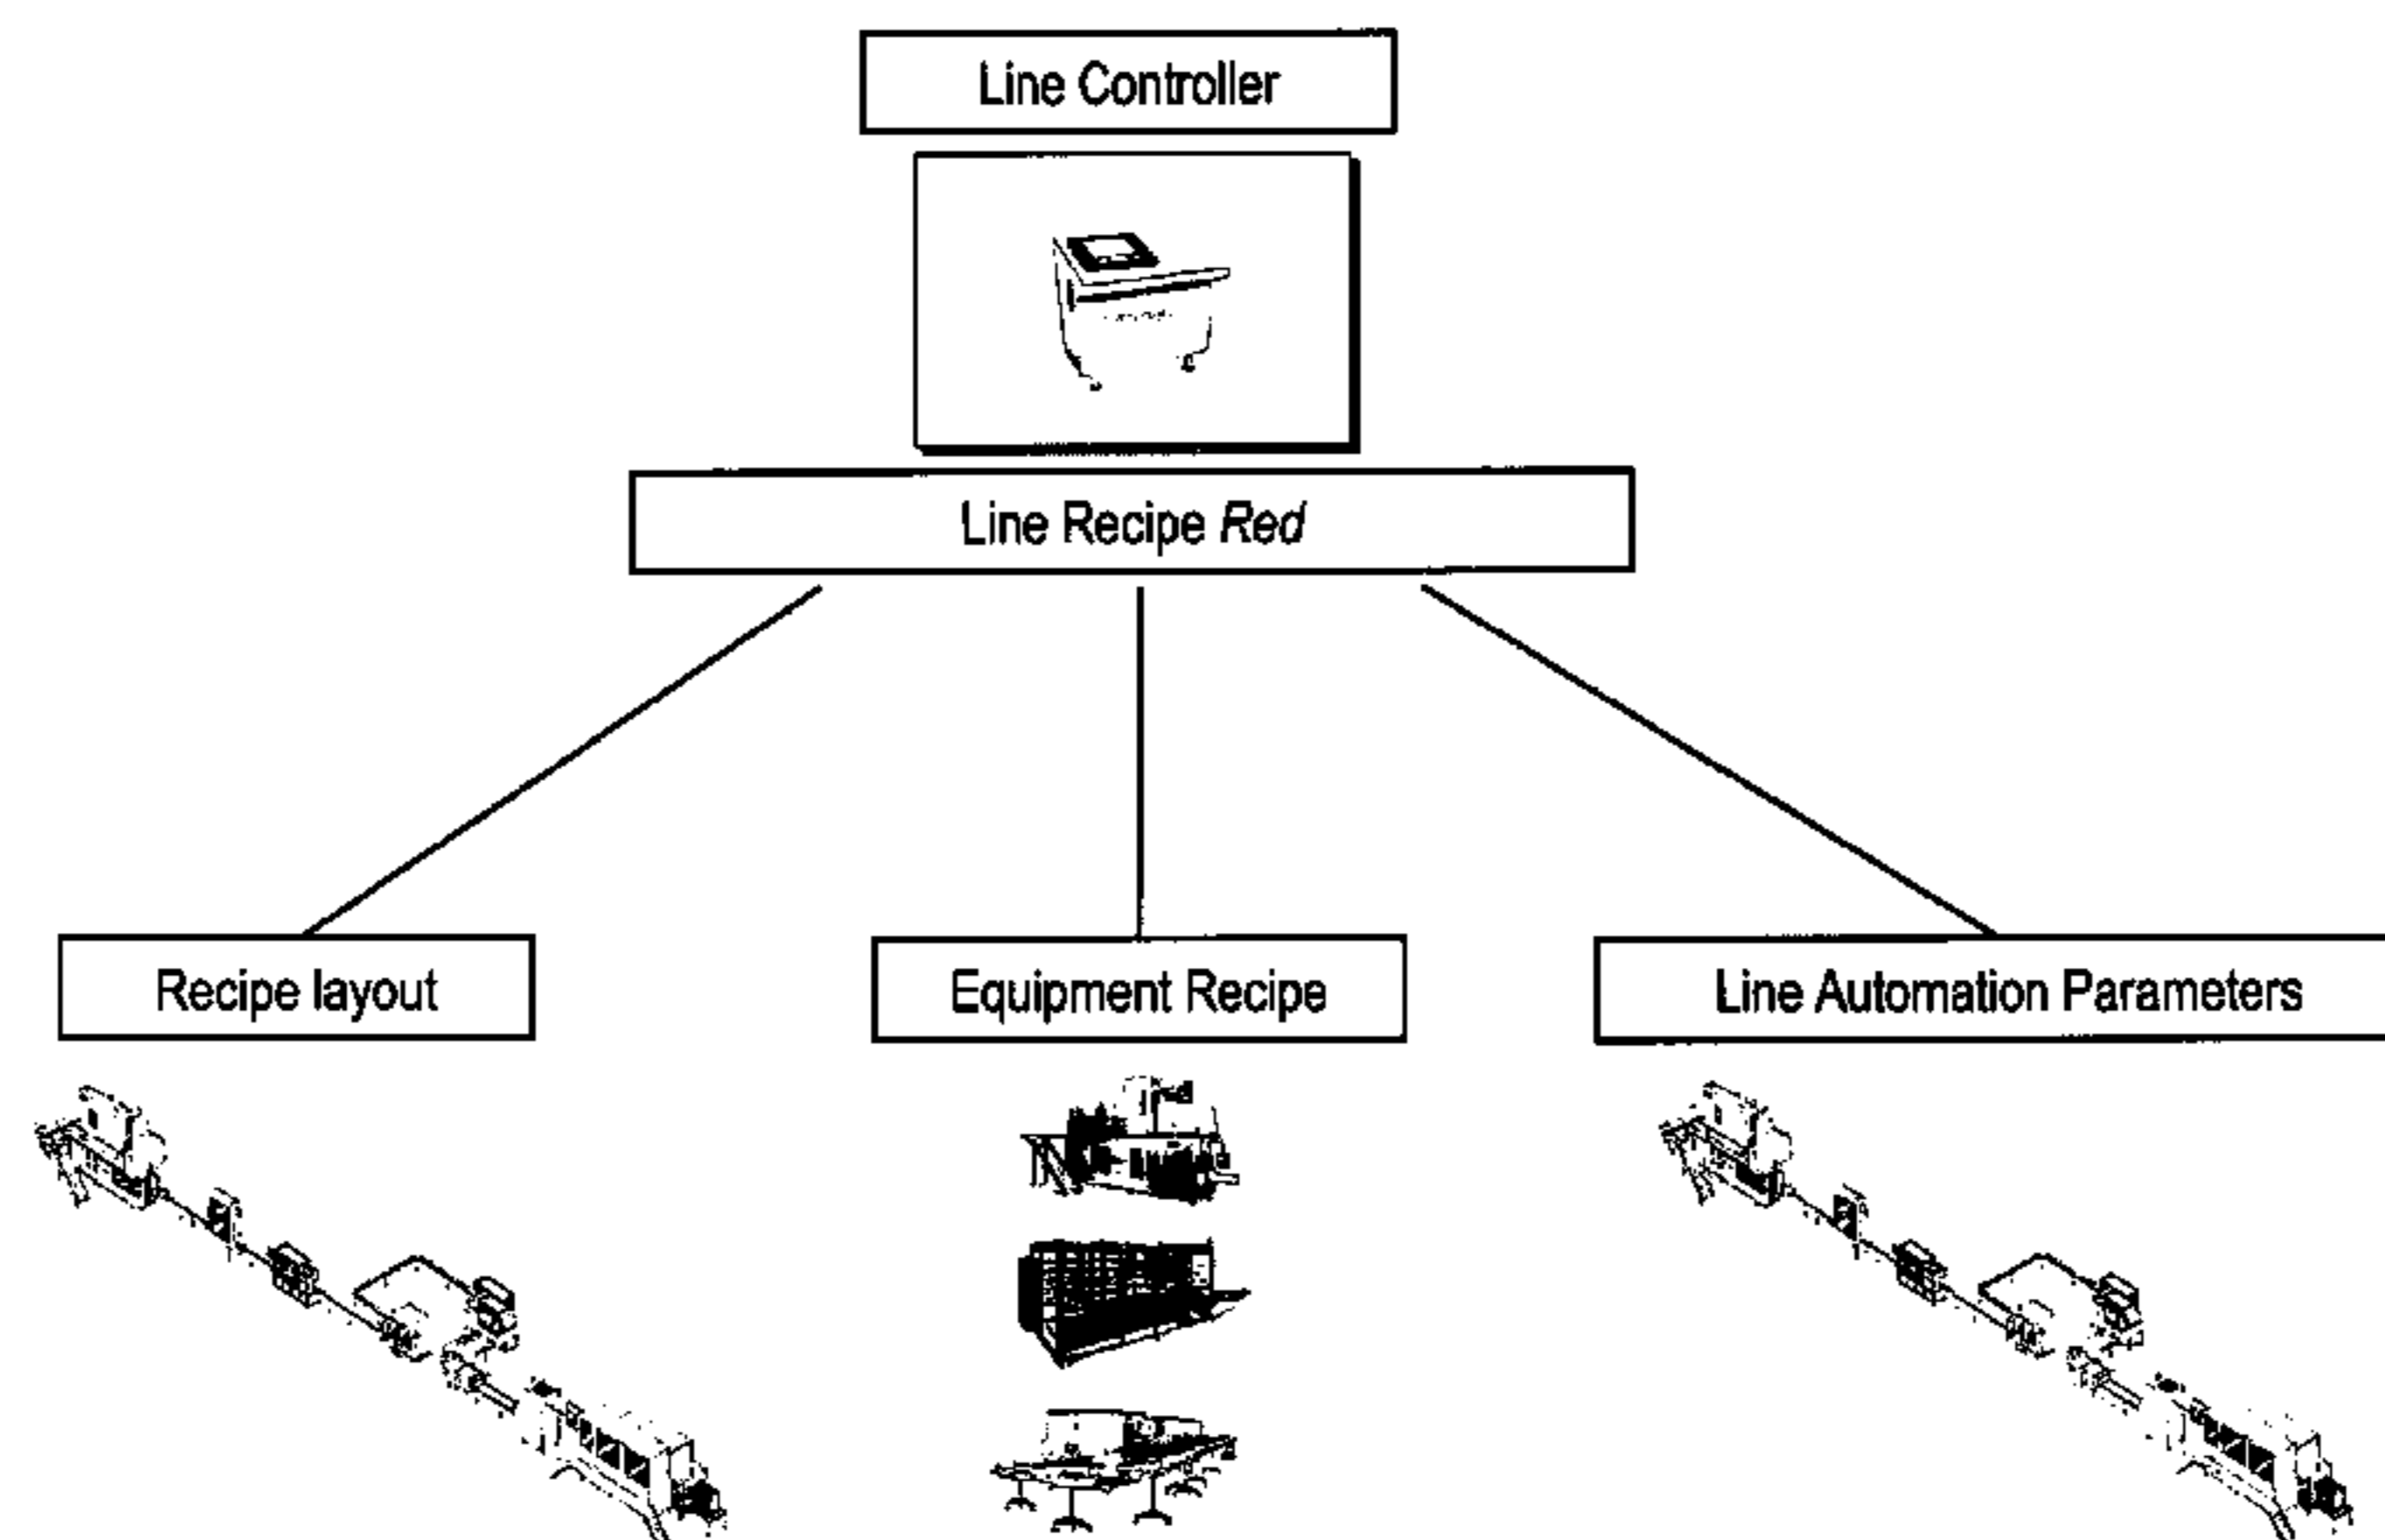 Line Controller
Line Recipe Red
Recipe layout
Equipment Recipe
Line Automation Parameters